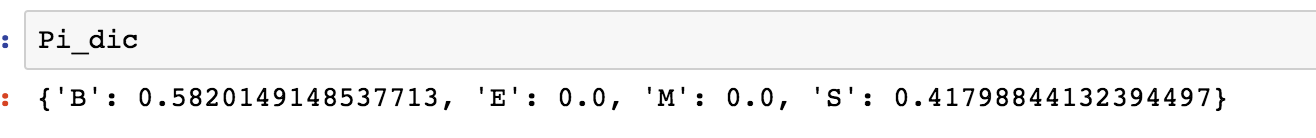 : Pi_dic
: {'B': 0.5820149148537713, 'E': 0.0, 'M': 0.0, 'S': 0.41798844132394497}